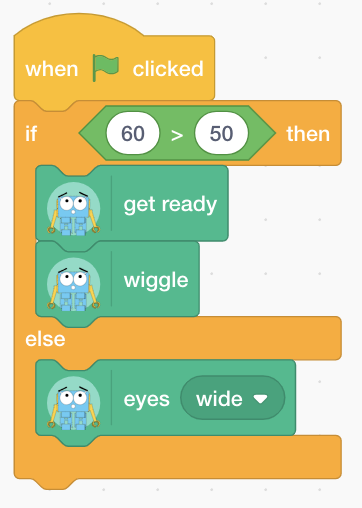 when clicked
if 60 > 50 then
get ready
wiggle
else
eyes wide